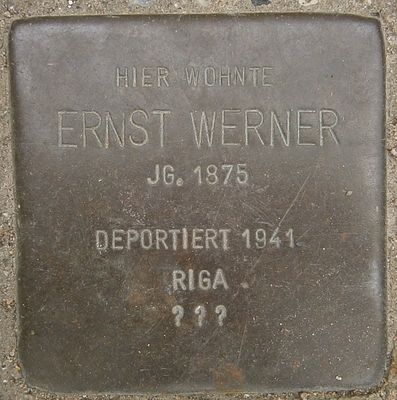 HIER WOHNTE
ERNST WERNER
JG. 1875
DEPORTIERT 1941
RIGA
? ? ?